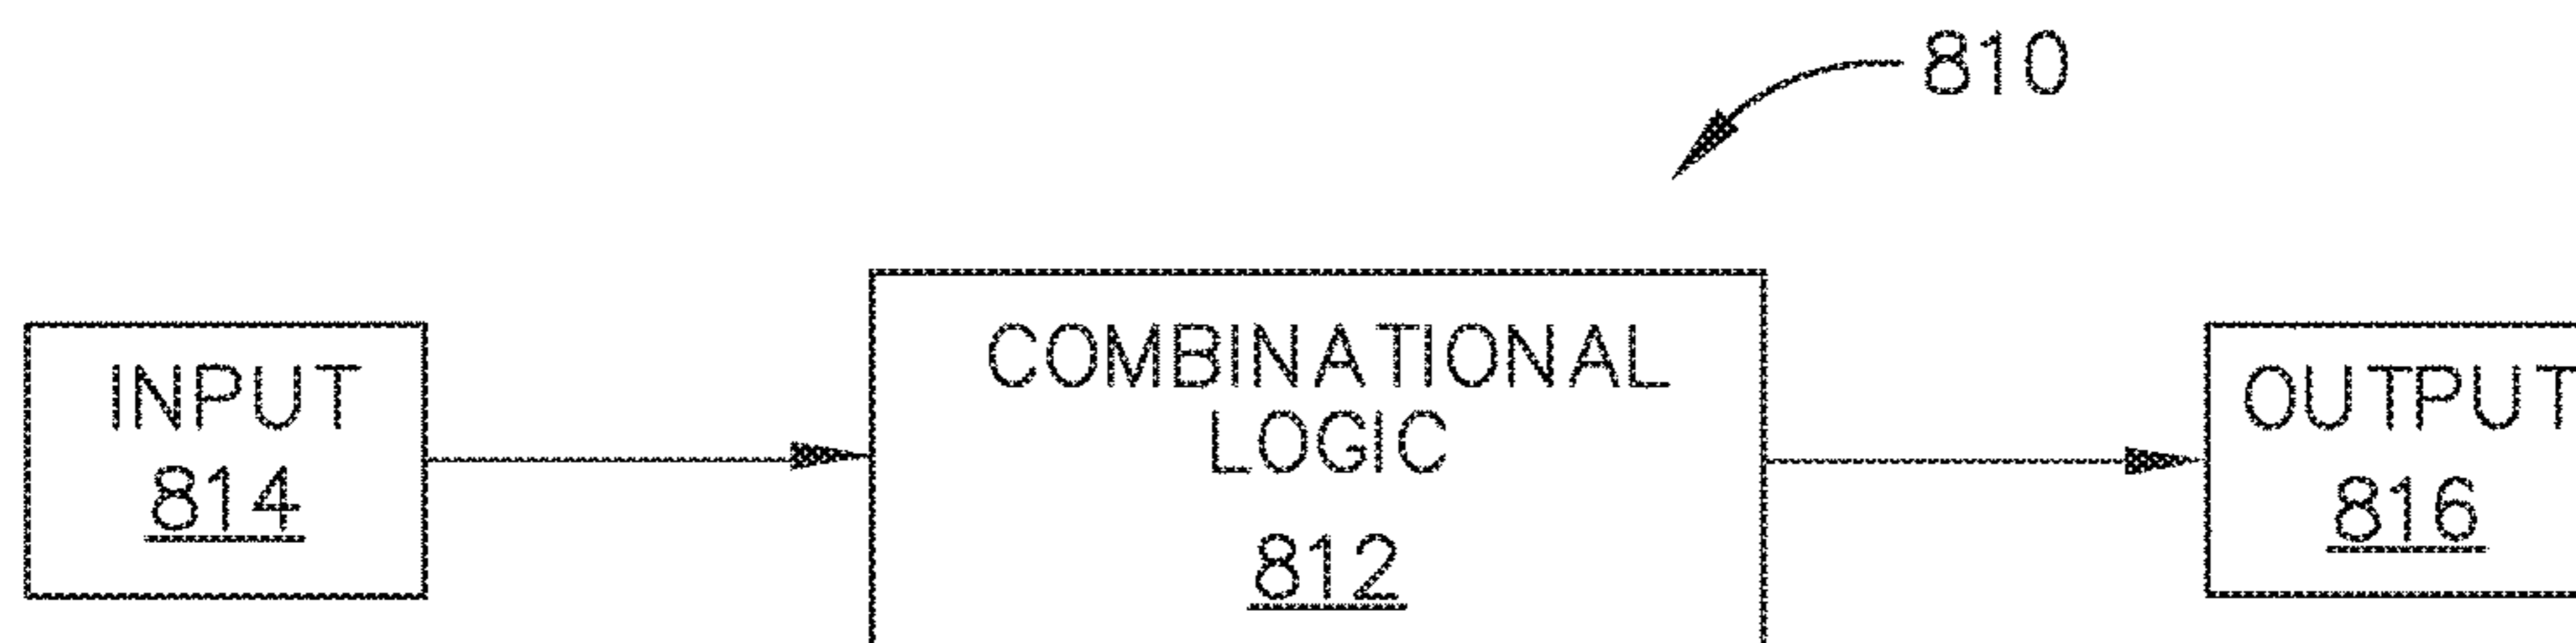 810
INPUT
814
COMBINATIONAL
LOGIC
812
OUTPUT
816